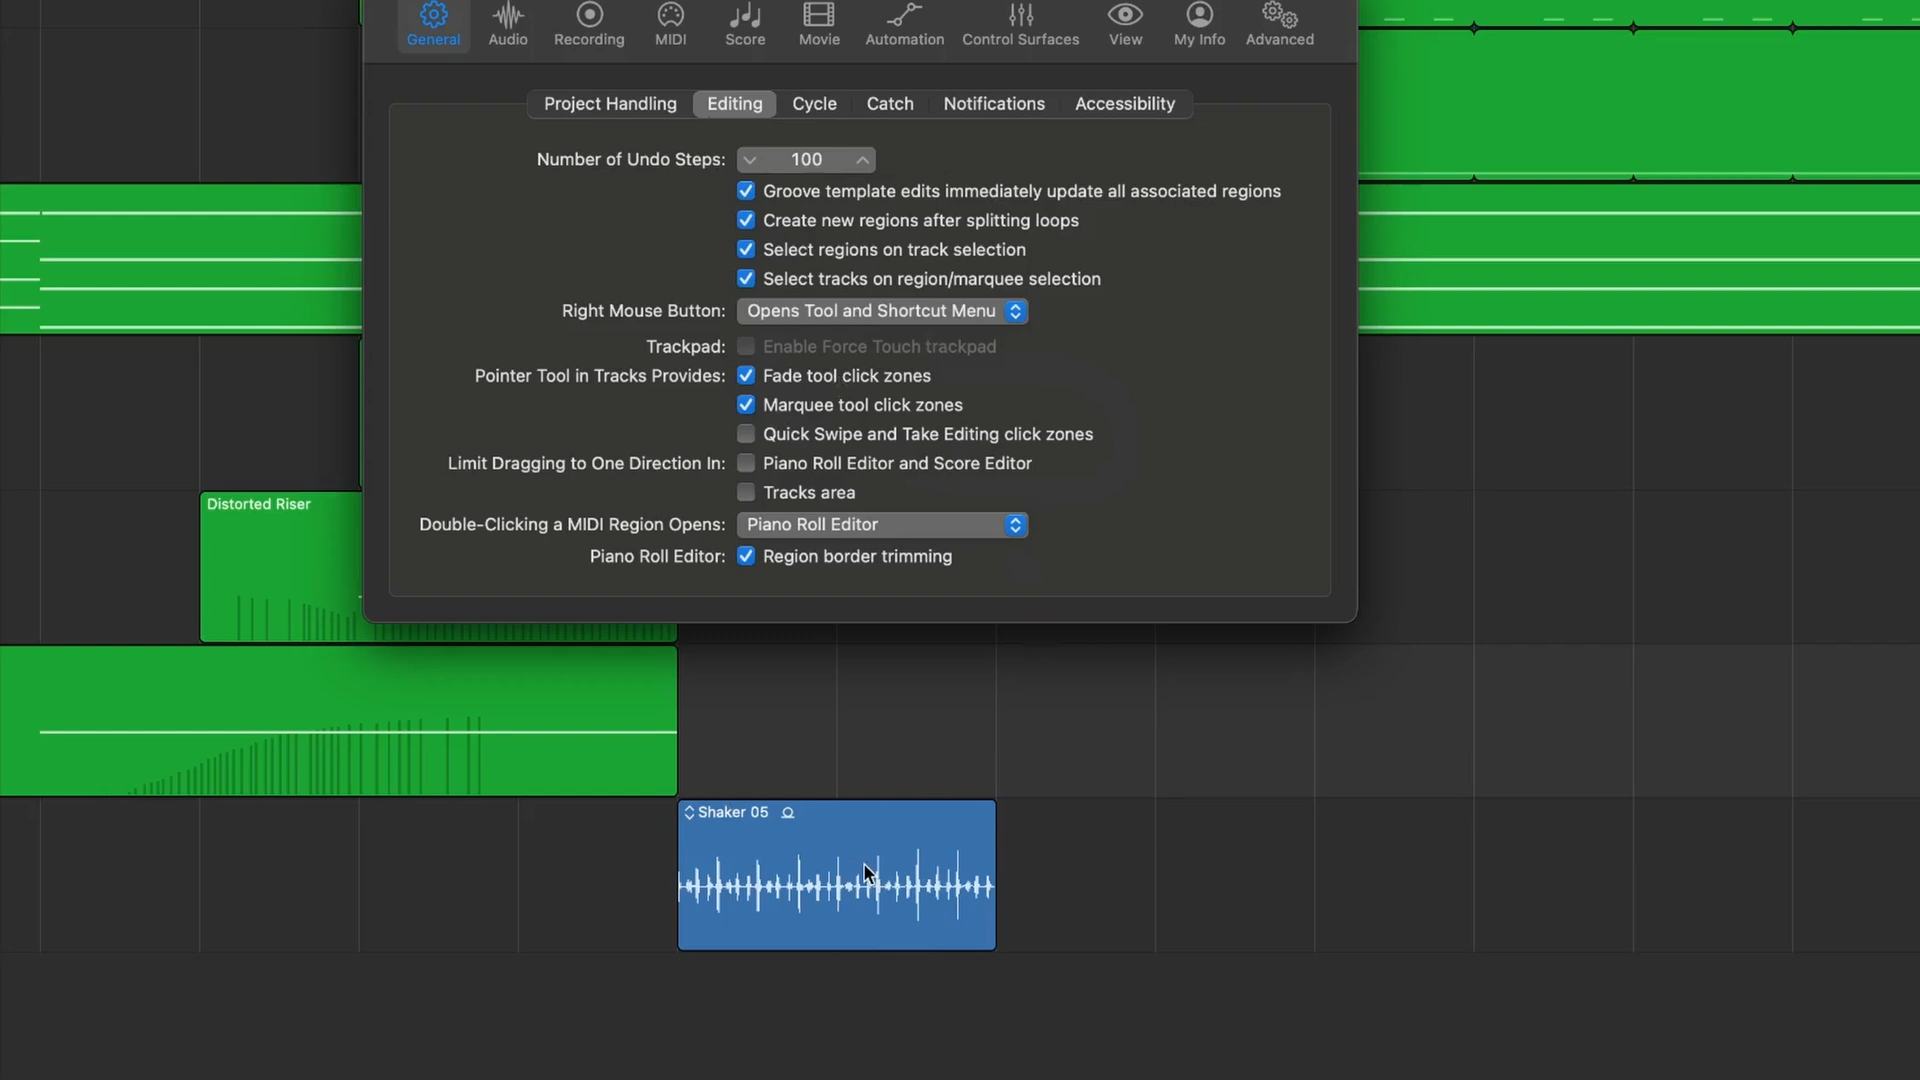 General Audio Recording MIDI Score Movie Automation Control Surfaces View My Info Advanced
Project Handling Editing Cycle Catch Notifications Accessibility
Number of Undo Steps: 100
Groove template edits immediately update all associated regions
Create new regions after splitting loops
Select regions on track selection
Select tracks on region/marquee selection
Right Mouse Button: Opens Tool and Shortcut Menu
Trackpad: Enable Force Touch trackpad
Pointer Tool in Tracks Provides: Fade tool click zones
Marquee tool click zones
Quick Swipe and Take Editing click zones
Limit Dragging to One Direction In: Piano Roll Editor and Score Editor
Tracks area
Distorted Riser
Double-Clicking a MIDI Region Opens: Piano Roll Editor
Piano Roll Editor: Region border trimming
Shaker 05